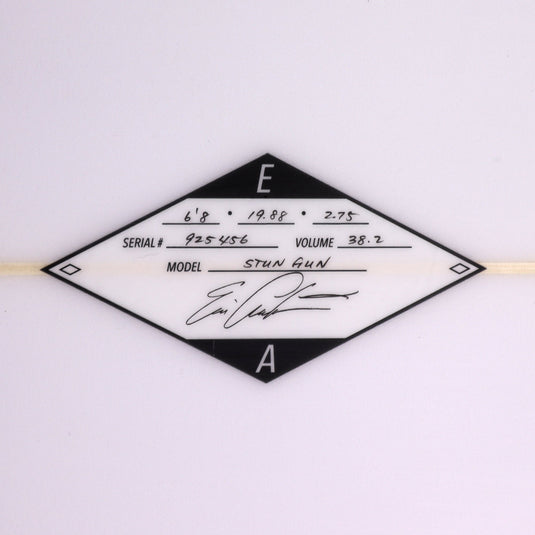 E
6'8 • 19.88 • 2.75
SERIAL# 925456 VOLUME 38.2
MODEL STUN GUN
A